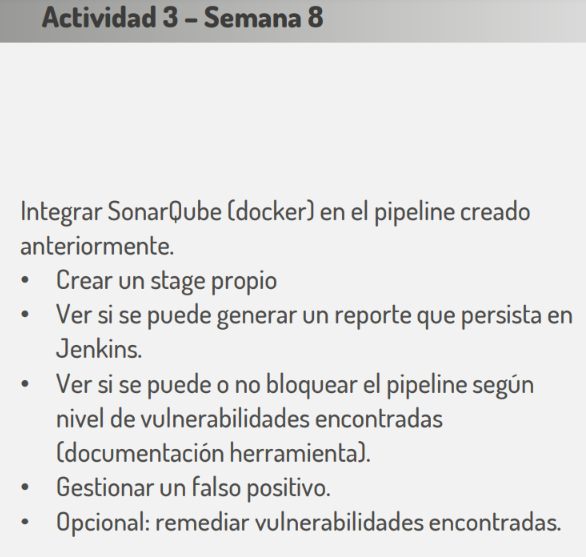 Actividad 3 – Semana 8
Integrar SonarQube (docker) en el pipeline creado
anteriormente.
• Crear un stage propio
• Ver si se puede generar un reporte que persista en
Jenkins.
• Ver si se puede o no bloquear el pipeline según
nivel de vulnerabilidades encontradas
(documentación herramienta).
• Gestionar un falso positivo.
• Opcional: remediar vulnerabilidades encontradas.